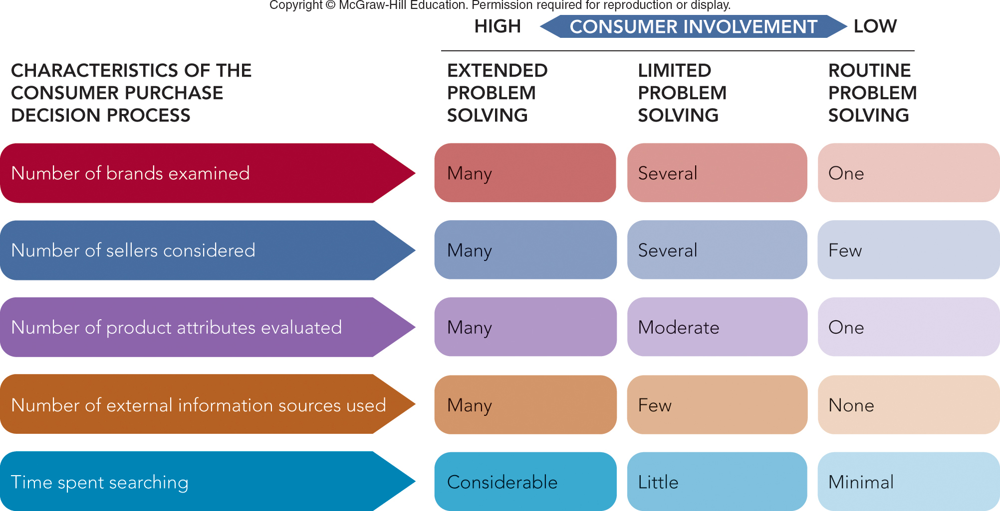 Copyright © McGraw-Hill Education. Permission required for reproduction or display.
HIGH CONSUMER INVOLVEMENT LOW
CHARACTERISTICS OF THE
CONSUMER PURCHASE
DECISION PROCESS
EXTENDED
PROBLEM
SOLVING
LIMITED
PROBLEM
SOLVING
ROUTINE
PROBLEM
SOLVING
Number of brands examined Many Several One
Number of sellers considered Many Several Few
Number of product attributes evaluated Many Moderate One
Number of external information sources used Many Few None
Time spent searching Considerable Little Minimal